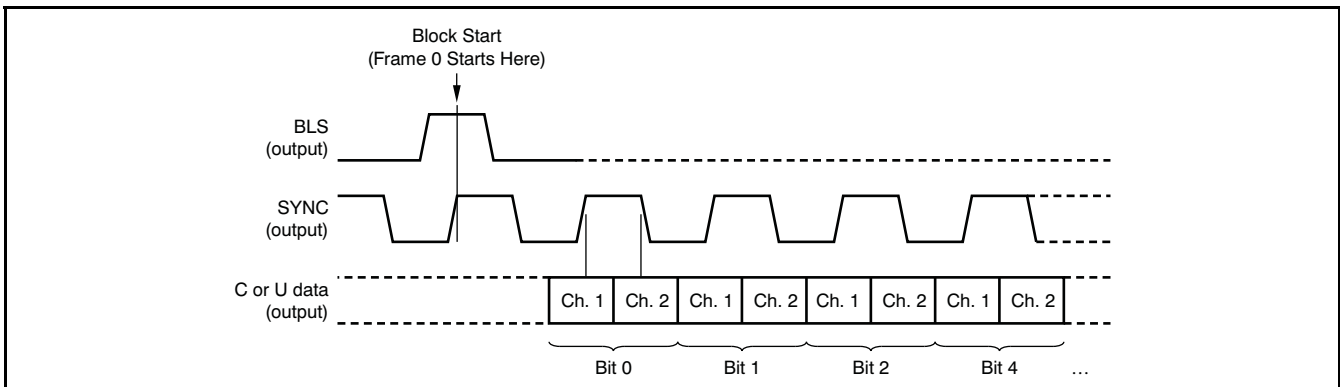 Block Start
(Frame 0 Starts Here)
BLS
(output)
SYNC
(output)
C or U data
(output)
Ch. 1 Ch. 2 Ch. 1 Ch. 2 Ch. 1 Ch. 2 Ch. 1 Ch. 2
Bit 0 Bit 1 Bit 2 Bit 4 ...